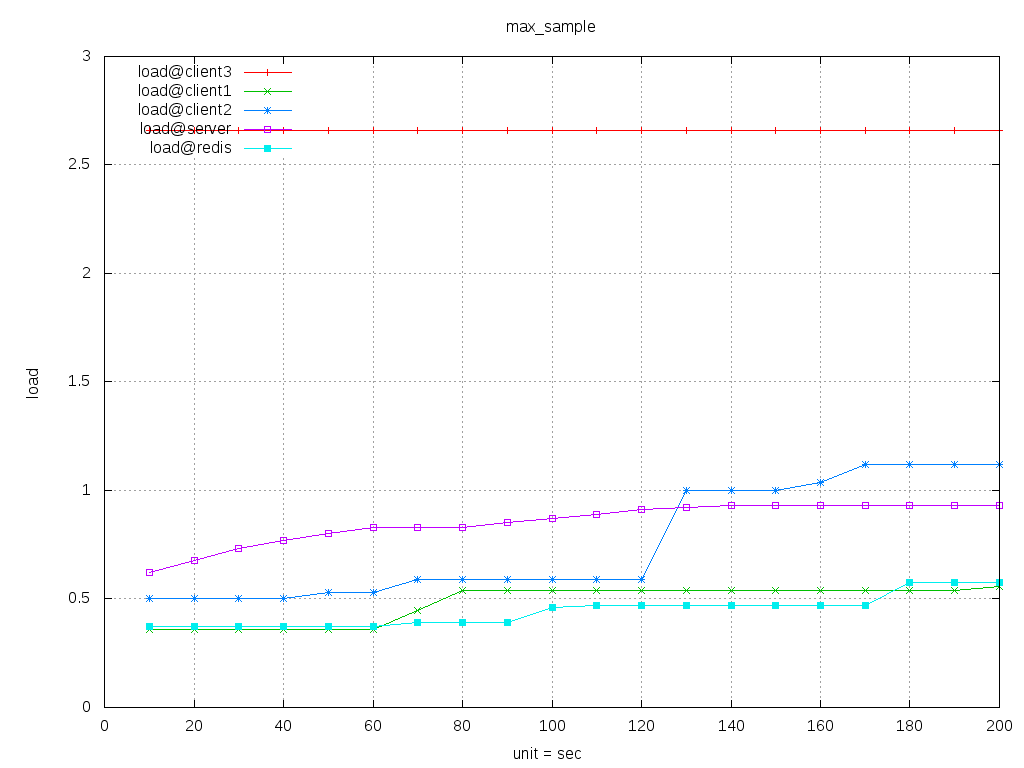 max_sample
3
load@client3
load@client1
load@client2
load@server
load@redis
2.5
2
1.5
load
1
0.5
0
0 20 40 60 80 100 120 140 160 180 200
unit = sec